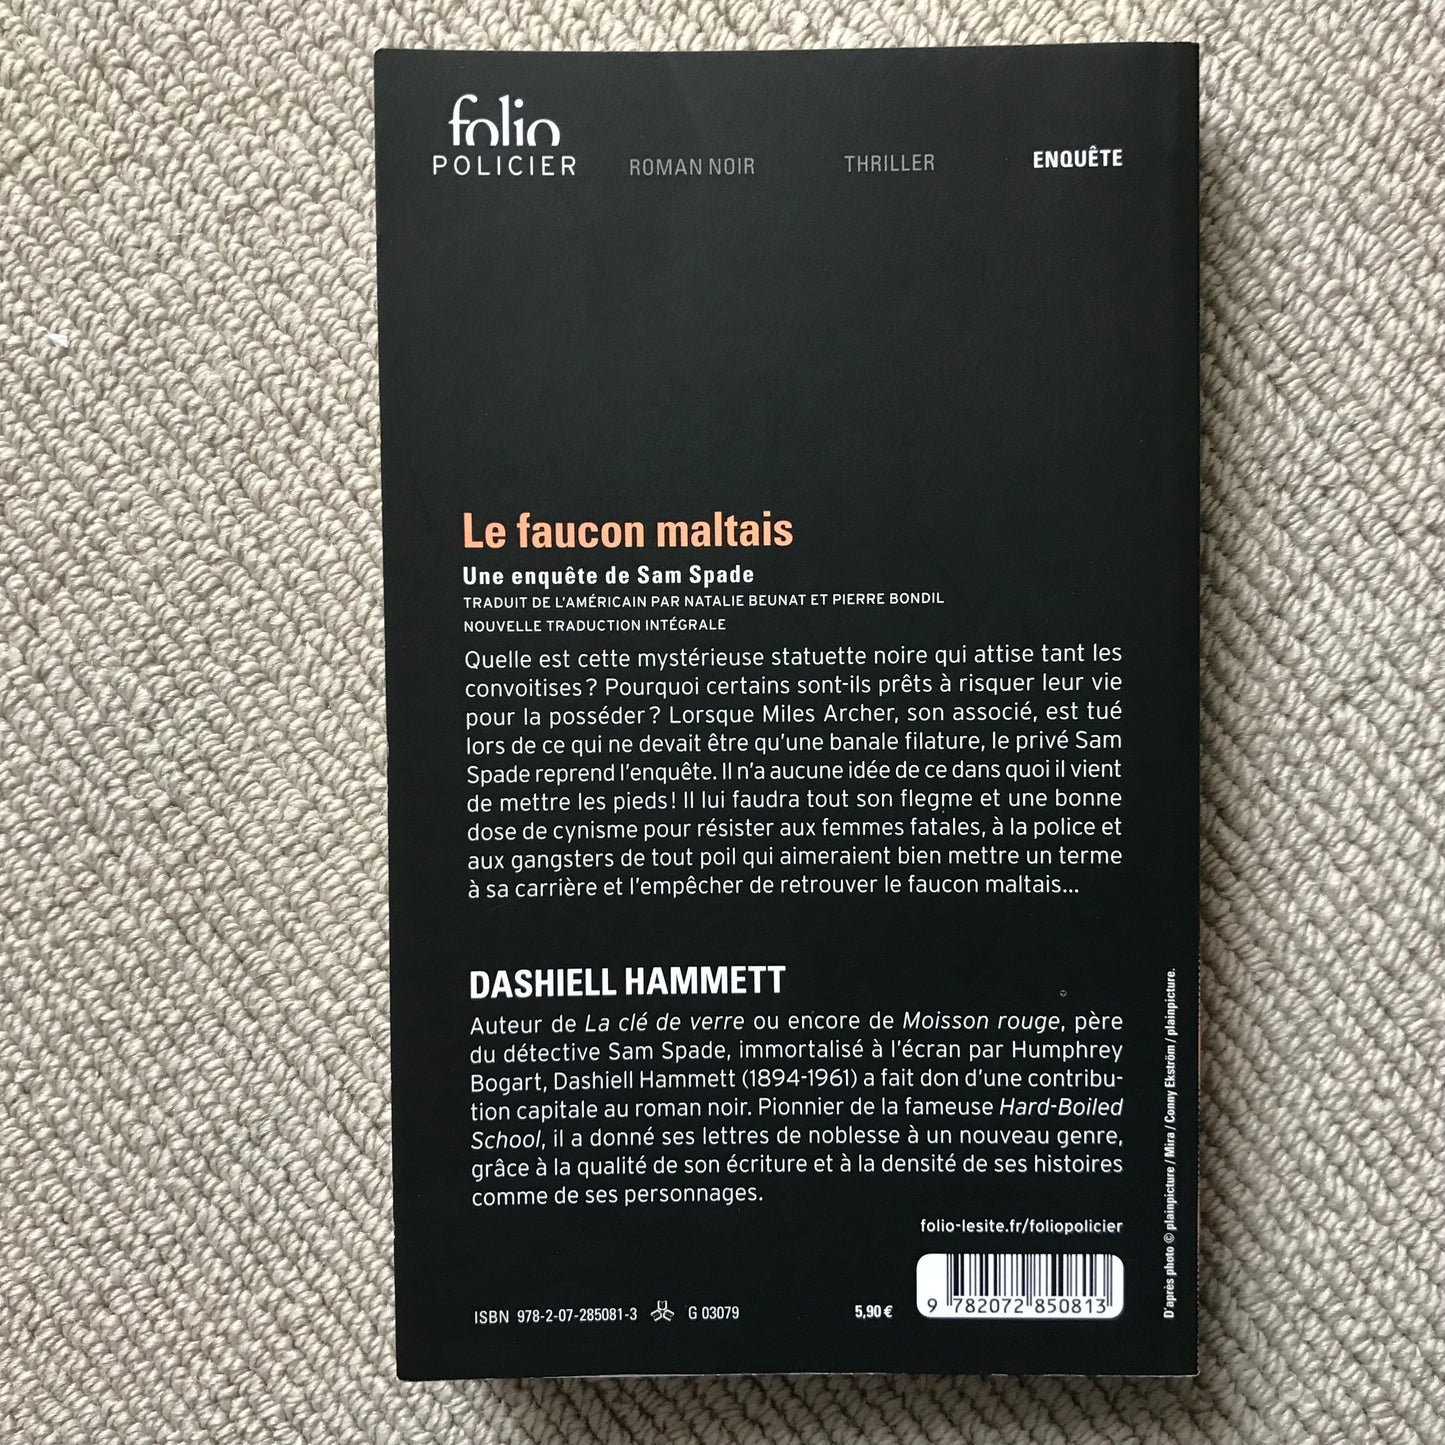 folio
POLICIER ROMAN NOIR THRILLER ENQUÊTE
Le faucon maltais
Une enquête de Sam Spade
TRADUIT DE L'AMÉRICAIN PAR NATALIE BEUNAT ET PIERRE BONDIL
NOUVELLE TRADUCTION INTÉGRALE
Quelle est cette mystérieuse statuette noire qui attise tant les
convoitises ? Pourquoi certains sont-ils prêts à risquer leur vie
pour la posséder ? Lorsque Miles Archer, son associé, est tué
lors de ce qui ne devait être qu'une banale filature, le privé Sam
Spade reprend l'enquête. Il n'a aucune idée de ce dans quoi il vient
de mettre les pieds ! Il lui faudra tout son flegme et une bonne
dose de cynisme pour résister aux femmes fatales, à la police et
aux gangsters de tout poil qui aimeraient bien mettre un terme
à sa carrière et l'empêcher de retrouver le faucon maltais...
DASHIELL HAMMETT
Auteur de La clé de verre ou encore de Moisson rouge, père
du détective Sam Spade, immortalisé à l'écran par Humphrey
Bogart, Dashiell Hammett (1894-1961) a fait don d'une contribu-
tion capitale au roman noir. Pionnier de la fameuse Hard-Boiled
School, il a donné ses lettres de noblesse à un nouveau genre,
grâce à la qualité de son écriture et à la densité de ses histoires
comme de ses personnages.
folio-lesite.fr/foliopolicier
ISBN 978-2-07-285081-3 G 03079 5,90 €
9 782072 850813
D'après photo © plainpicture / Mira / Conny Ekström / plainpicture.